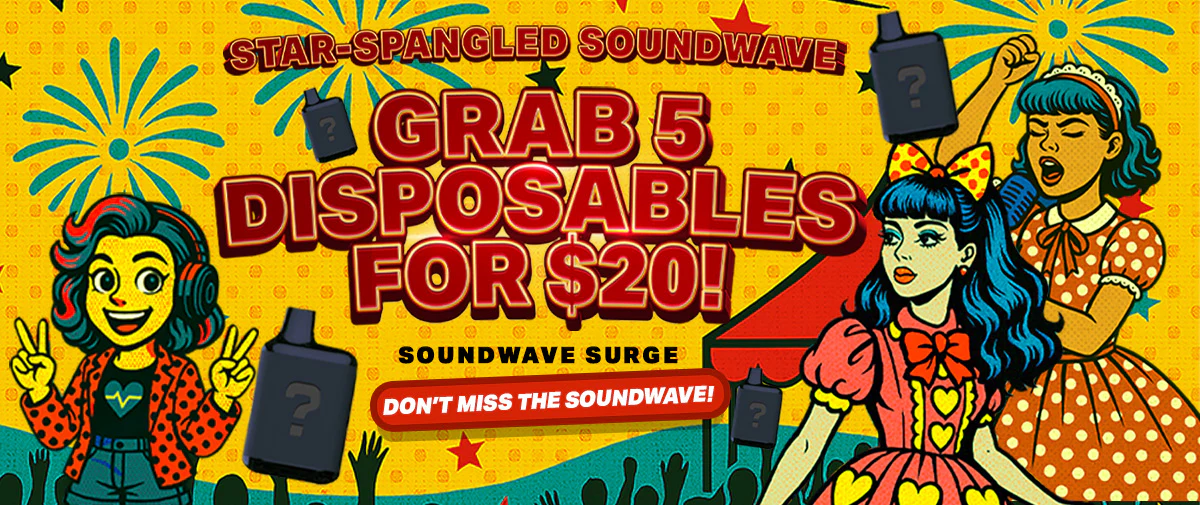 STAR-SPANGLED SOUNDWAVE
GRAB 5
DISPOSABLES
FOR $20!
SOUNDWAVE SURGE
DON'T MISS THE SOUNDWAVE!
?
?
?
?